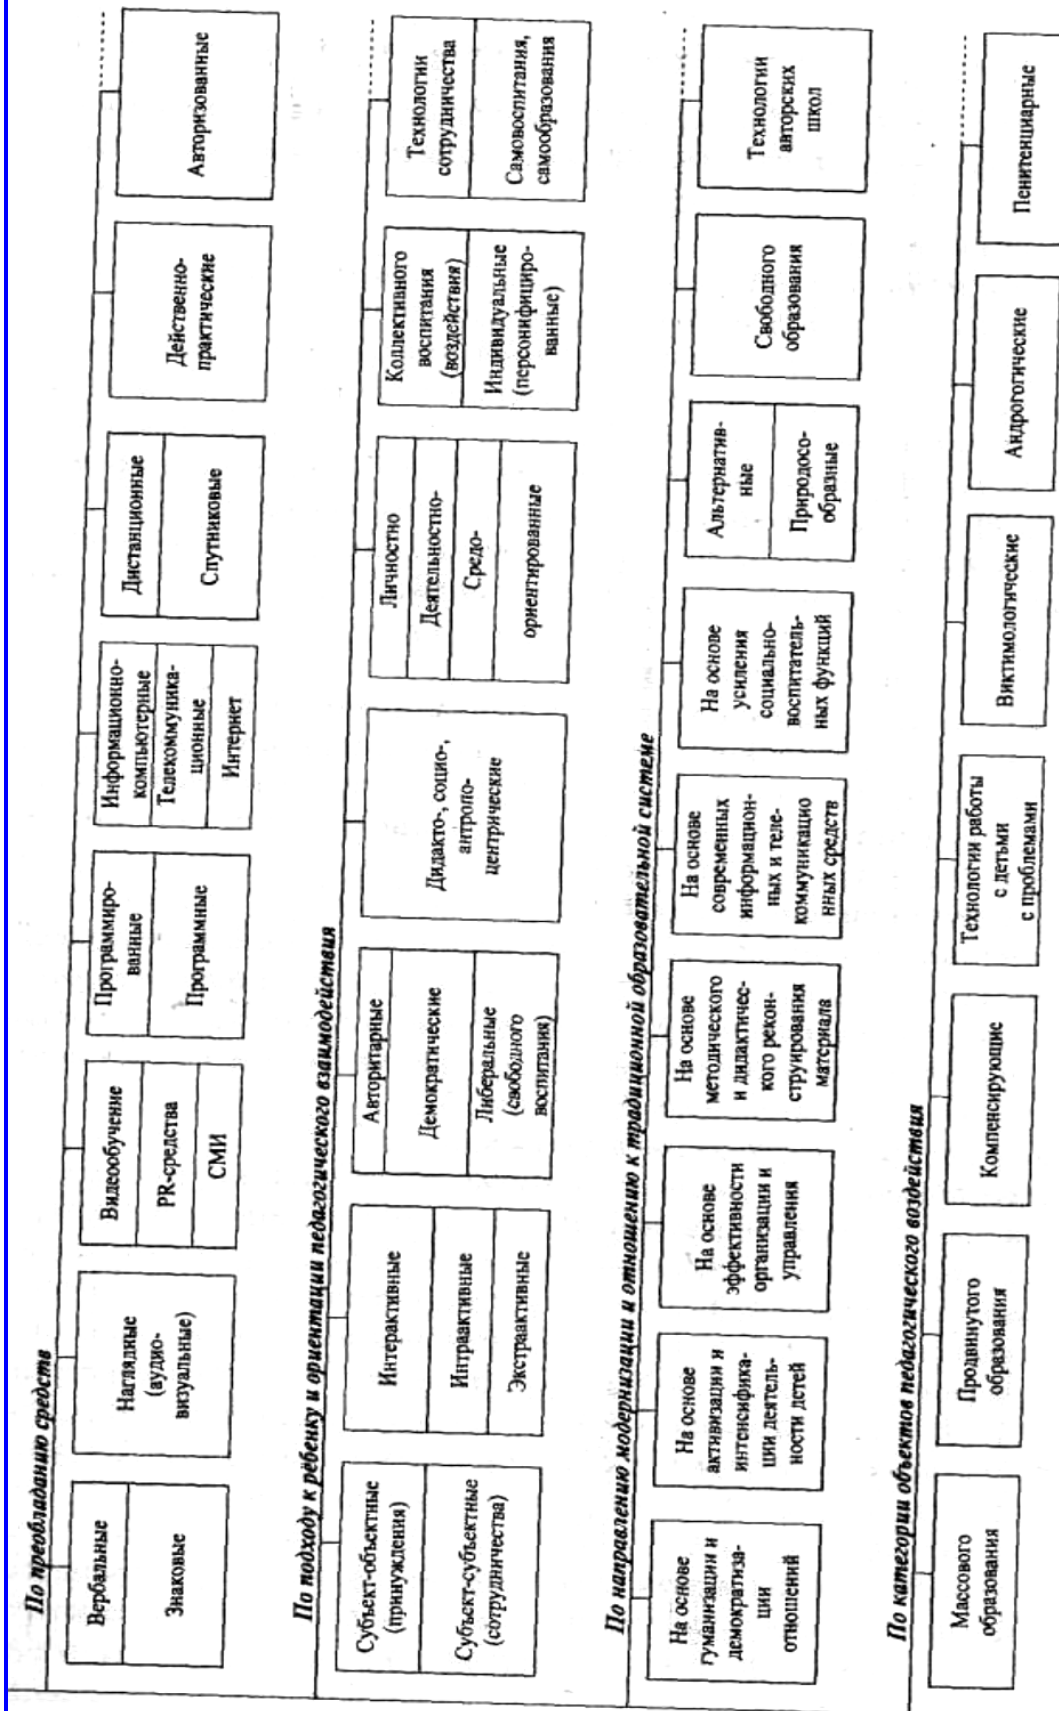 По преобладанию средств
Вербальные
Знаковые
Наглядные
(аудио-
визуальные)
Видеообучение
PR-средства
СМИ
Программиро-
ванные
Программные
Информационно-
компьютерные
Телекоммуника-
ционные
Интернет
Дистанционные
Спутниковые
Действенно-
практические
Авторизованные
По подходу к ребёнку и ориентации педагогического взаимодействия
Субъект-объектные
(принуждения)
Субъект-субъектные
(сотрудничества)
Интерактивные
Интраактивные
Экстраактивные
Авторитарные
Демократические
Либеральные
(свободного
воспитания)
Дидакто-, социо-,
антропо-
центрические
Личностно
Деятельностно-
Средо-
ориентированные
Коллективного
воспитания
(воздействия)
Индивидуальные
(персонифициро-
ванные)
Технологии
сотрудничества
Самовоспитания,
самообразования
По направлению модернизации и отношению к традиционной образовательной системе
На основе
гуманизации и
демократиза-
ции
отношений
На основе
активизации и
интенсифика-
ции деятель-
ности детей
На основе
эффективности
организации и
управления
На основе
методического
и дидактичес-
кого рекон-
струирования
материала
На основе
современных
информацион-
ных и теле-
коммуникацио
нных средств
На основе
усиления
социально-
воспитатель-
ных функций
Альтернатив-
ные
Природосо-
образные
Свободного
образования
Технологии
авторских
школ
По категории объектов педагогического воздействия
Массового
образования
Продвинутого
образования
Компенсирующие
Технологии работы
с детьми
с проблемами
Виктимологические
Андрогогические
Пенитенциарные